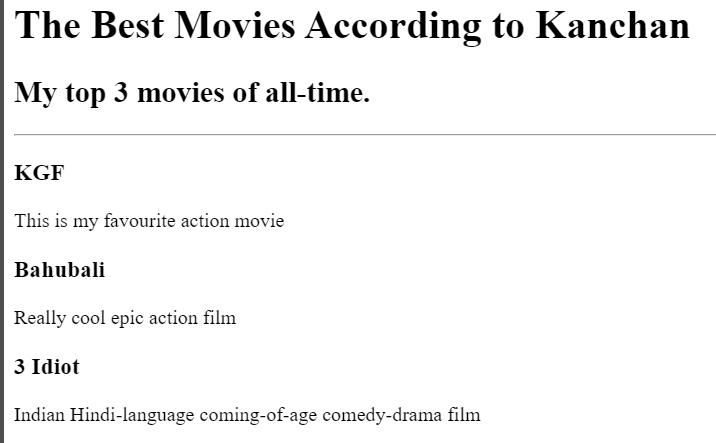 The Best Movies According to Kanchan
My top 3 movies of all-time.
KGF
This is my favourite action movie
Bahubali
Really cool epic action film
3 Idiot
Indian Hindi-language coming-of-age comedy-drama film